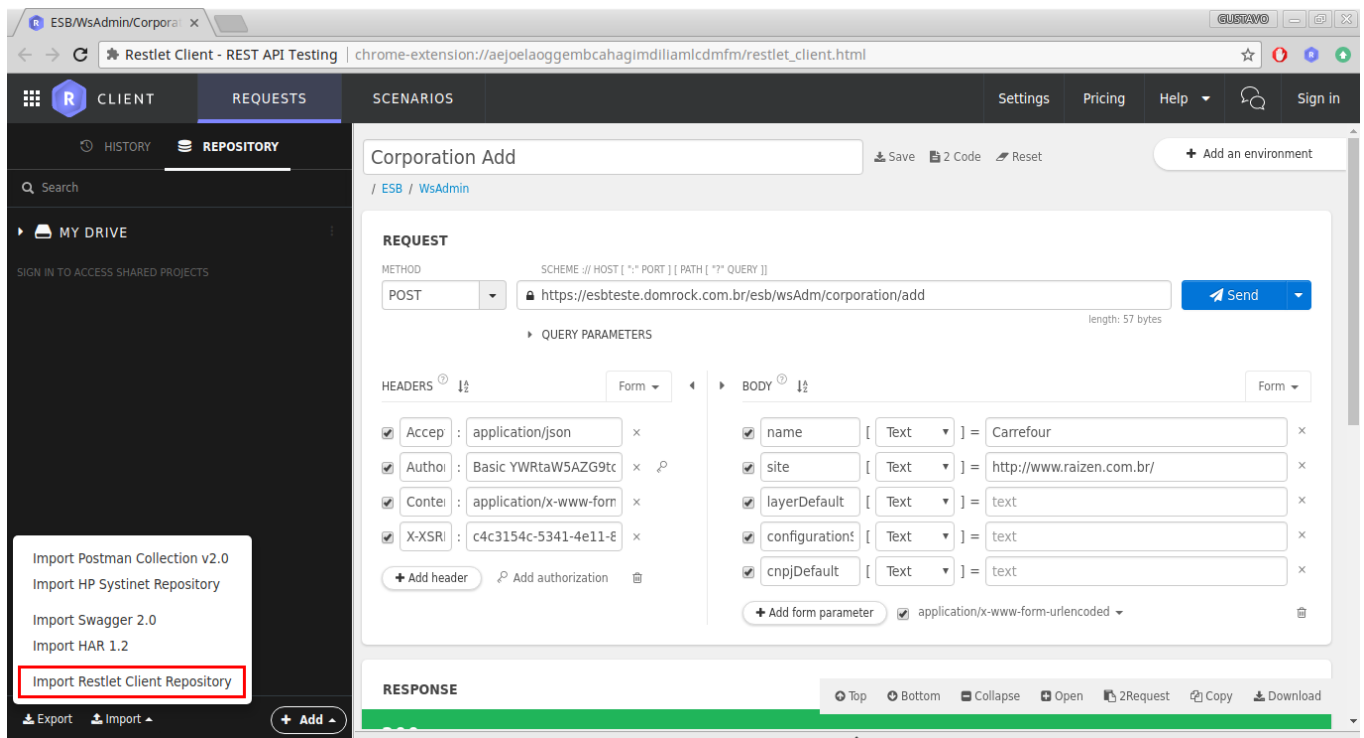 ESB/WsAdmin/Corpora
GUSTAVO
Restlet Client - REST API Testing
chrome-extension://aejoelaoggembcahagimdiliamlcdmfm/restlet_client.html
R CLIENT
REQUESTS
SCENARIOS
Settings
Pricing
Help
Sign in
HISTORY
REPOSITORY
Search
MY DRIVE
SIGN IN TO ACCESS SHARED PROJECTS
Corporation Add
Save
2 Code
Reset
+ Add an environment
/ ESB / WsAdmin
REQUEST
METHOD
SCHEME :// HOST [ ":" PORT ] [ PATH [ "?" QUERY ]]
POST
https://esbteste.domrock.com.br/esb/wsAdm/corporation/add
Send
length: 57 bytes
QUERY PARAMETERS
HEADERS ?
Form
BODY ?
Form
Accep : application/json ×
Autho : Basic YWRtaW5AZG9tc ×
Conte : application/x-www-form ×
X-XSRI : c4c3154c-5341-4e11-8 ×
+ Add header
Add authorization
name [ Text ] = Carrefour ×
site [ Text ] = http://www.raizen.com.br/ ×
layerDefault [ Text ] = text ×
configurationS [ Text ] = text ×
cnpjDefault [ Text ] = text ×
+ Add form parameter
application/x-www-form-urlencoded
Import Postman Collection v2.0
Import HP Systinet Repository
Import Swagger 2.0
Import HAR 1.2
Import Restlet Client Repository
Export
Import
+ Add
RESPONSE
Top
Bottom
Collapse
Open
2Request
Copy
Download